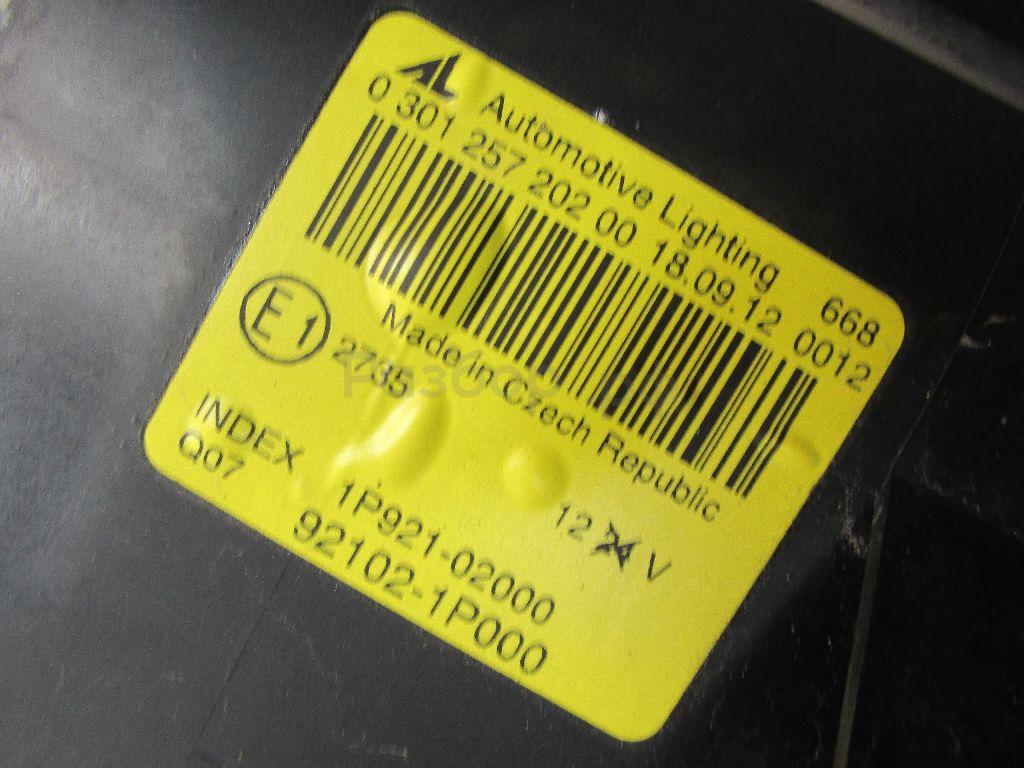 AL Automotive Lighting 668
0 301 257 202 00 18.09.12 0012
Made in Czech Republic
E1 2735
12 24 V
INDEX 1P921-02000
Q07 92102-1P000